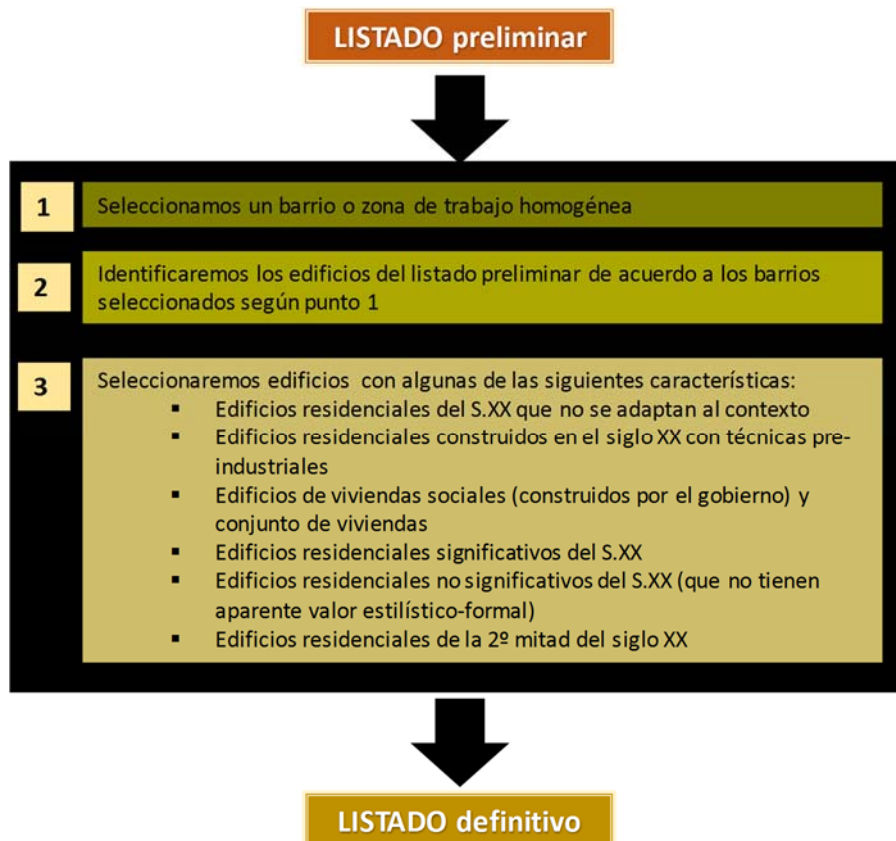 LISTADO preliminar
1
Seleccionamos un barrio o zona de trabajo homogénea
2
Identificaremos los edificios del listado preliminar de acuerdo a los barrios
seleccionados según punto 1
3
Seleccionaremos edificios con algunas de las siguientes características:
▪ Edificios residenciales del S.XX que no se adaptan al contexto
▪ Edificios residenciales construidos en el siglo XX con técnicas pre-
industriales
▪ Edificios de viviendas sociales (construidos por el gobierno) y
conjunto de viviendas
▪ Edificios residenciales significativos del S.XX
▪ Edificios residenciales no significativos del S.XX (que no tienen
aparente valor estilístico-formal)
▪ Edificios residenciales de la 2º mitad del siglo XX
LISTADO definitivo